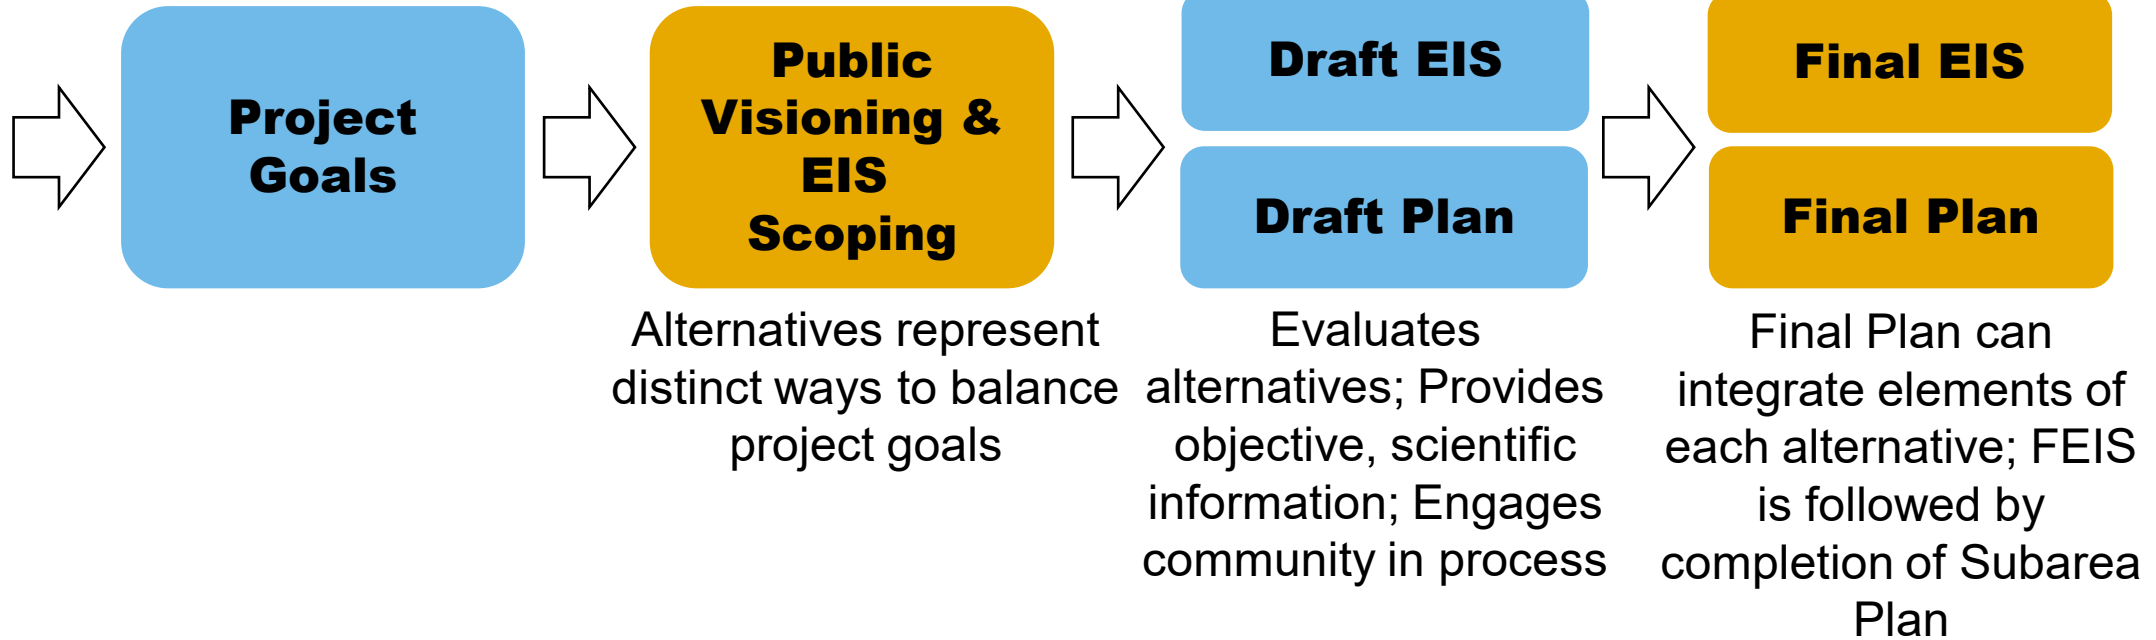 Project
Goals
Public
Visioning &
EIS
Scoping
Alternatives represent
distinct ways to balance
project goals
Draft EIS
Draft Plan
Evaluates
alternatives; Provides
objective, scientific
information; Engages
community in process
Final EIS
Final Plan
Final Plan can
integrate elements of
each alternative; FEIS
is followed by
completion of Subarea
Plan